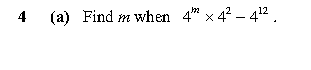 4 (a) Find m when 4^m × 4^2 – 4^12 .